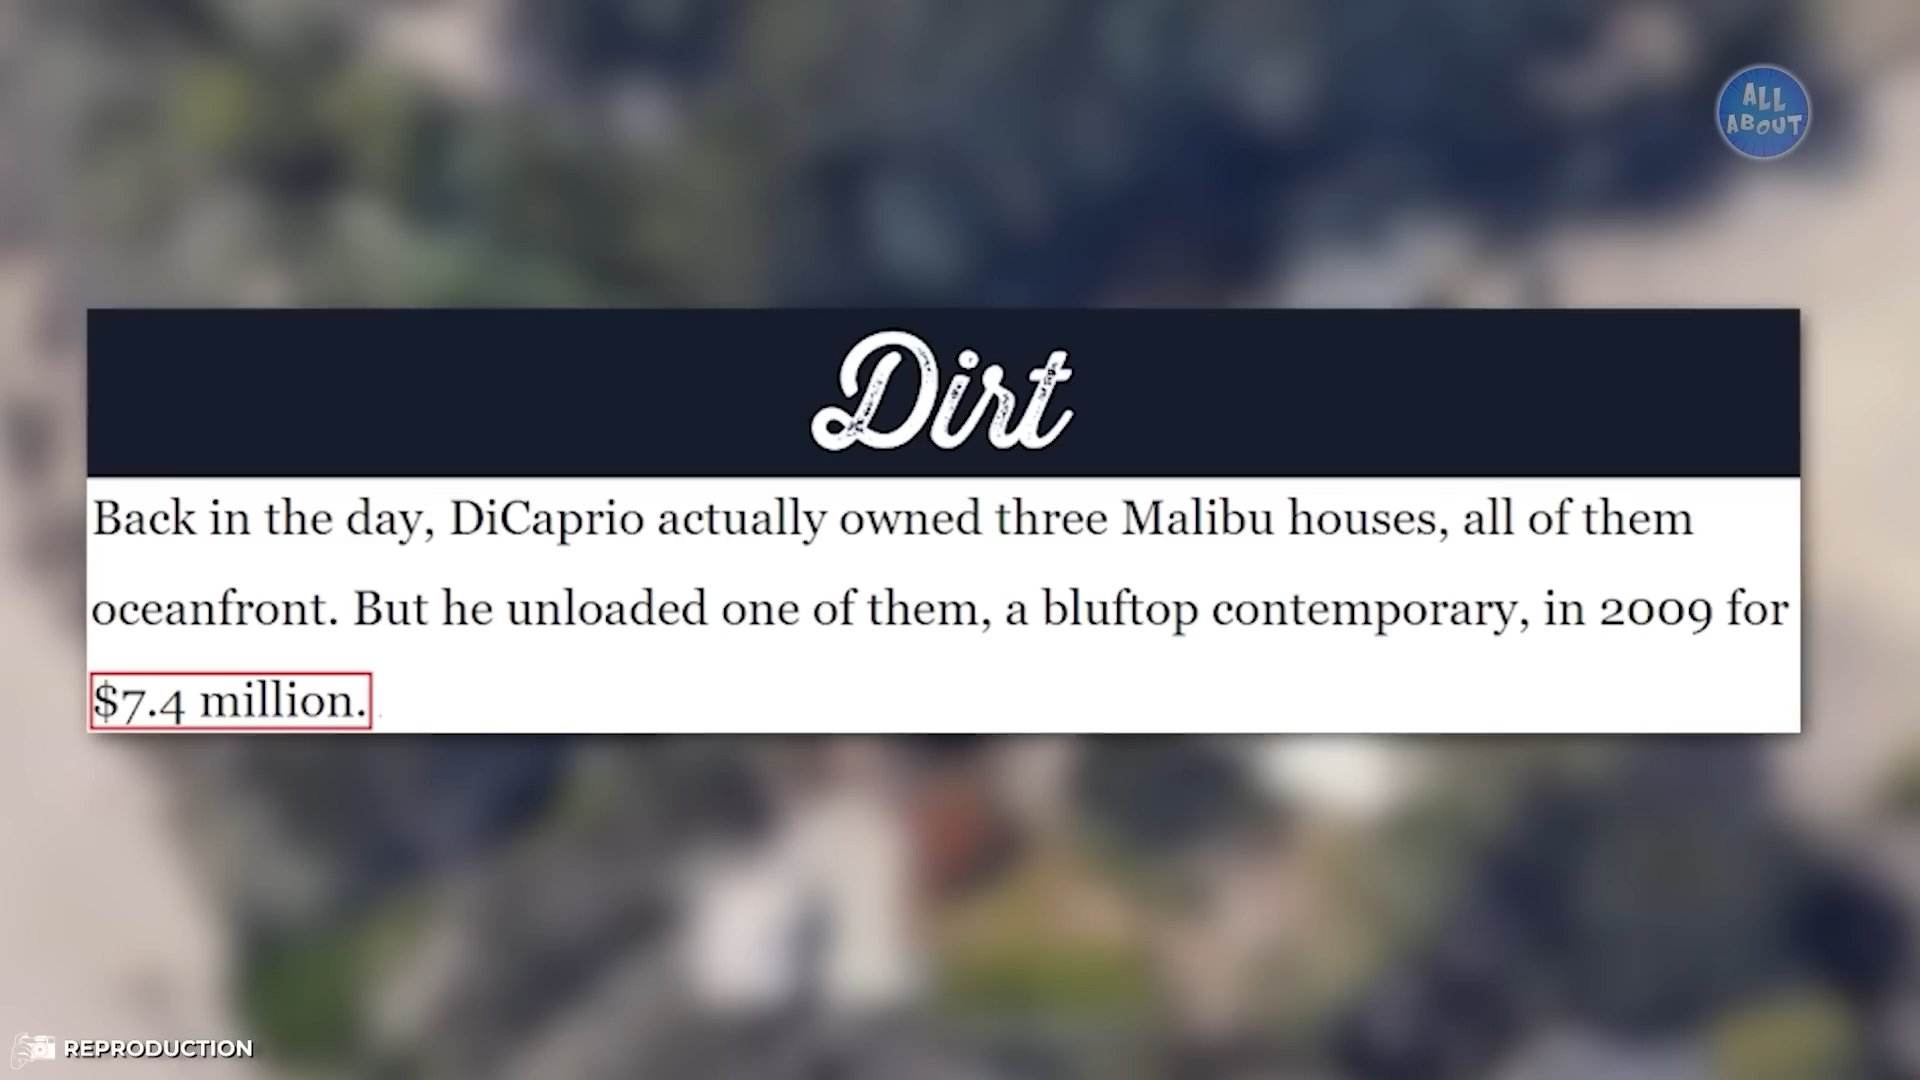 ALL
ABOUT
Dirt
Back in the day, DiCaprio actually owned three Malibu houses, all of them
oceanfront. But he unloaded one of them, a bluftop contemporary, in 2009 for
$7.4 million.
REPRODUCTION